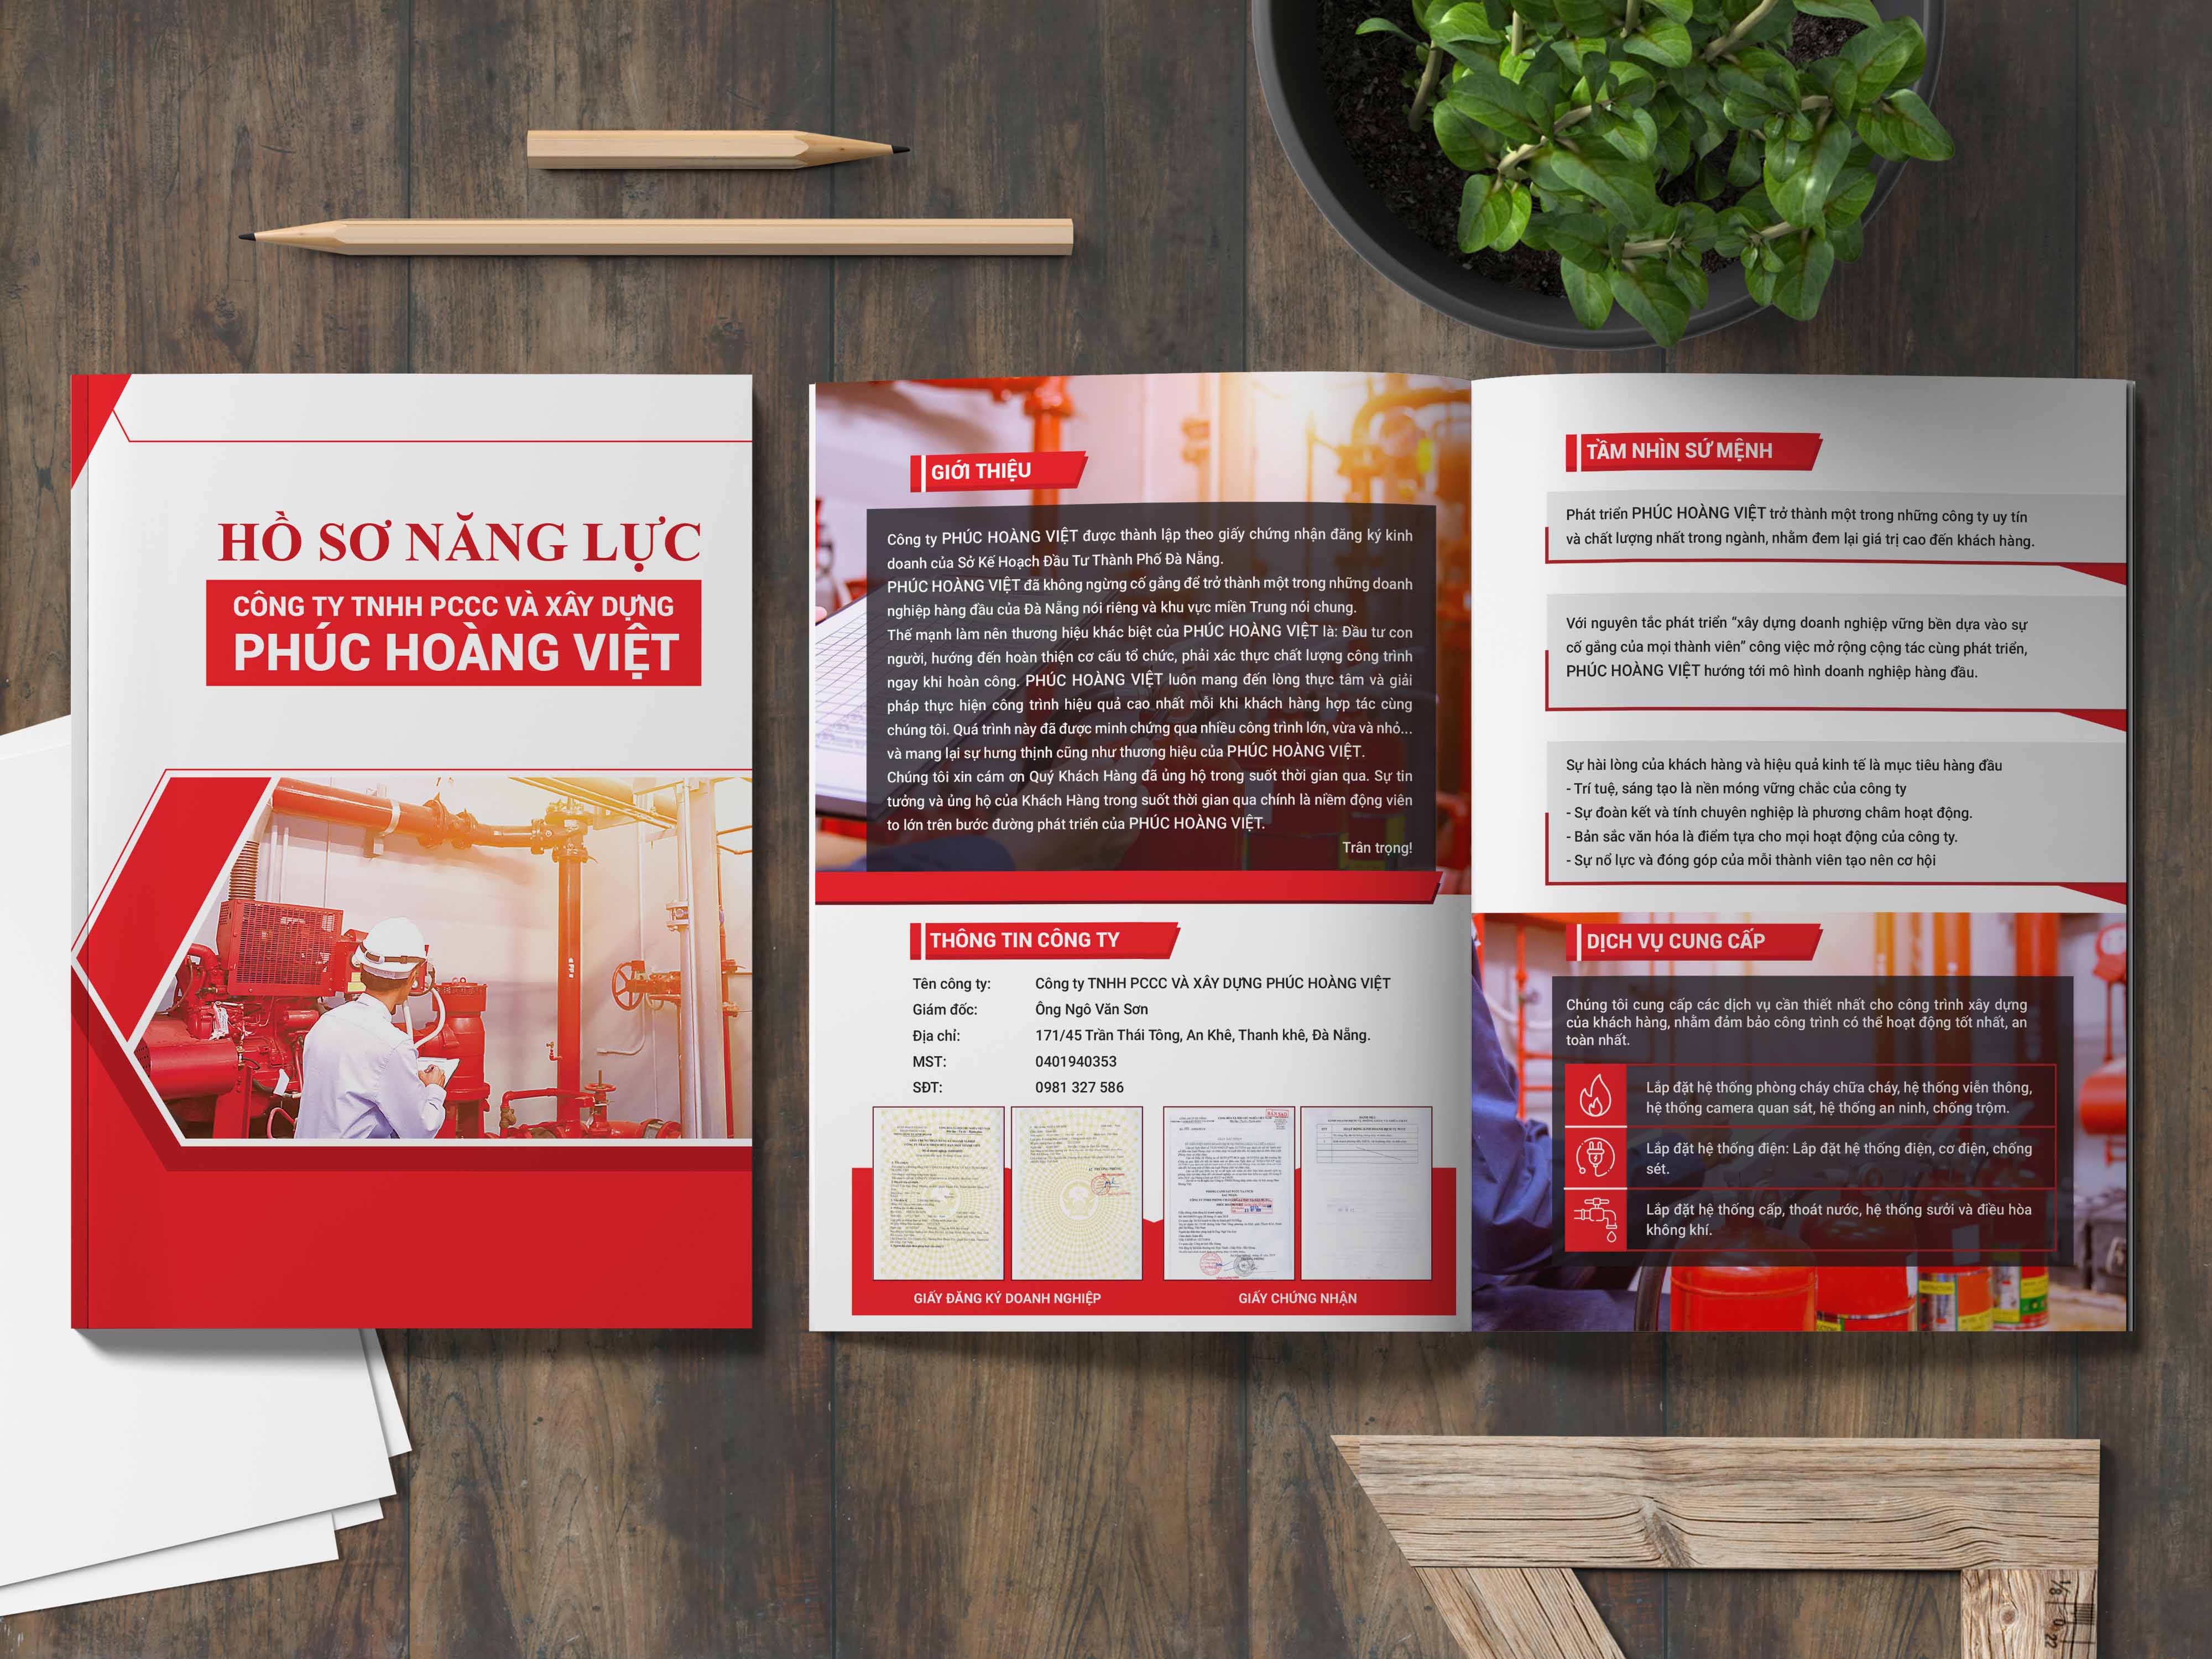 HỒ SƠ NĂNG LỰC
CÔNG TY TNHH PCCC VÀ XÂY DỰNG
PHÚC HOÀNG VIỆT
GIỚI THIỆU
Công ty PHÚC HOÀNG VIỆT được thành lập theo giấy chứng nhận đăng ký kinh
doanh của Sở Kế Hoạch Đầu Tư Thành Phố Đà Nẵng.
PHÚC HOÀNG VIỆT đã không ngừng cố gắng để trở thành một trong những doanh
nghiệp hàng đầu của Đà Nẵng nói riêng và khu vực miền Trung nói chung.
Thế mạnh làm nên thương hiệu khác biệt của PHÚC HOÀNG VIỆT là: Đầu tư con
người, hướng đến hoàn thiện cơ cấu tổ chức, phải xác thực chất lượng công trình
ngay khi hoàn công. PHÚC HOÀNG VIỆT luôn mang đến lòng thực tâm và giải
pháp thực hiện công trình hiệu quả cao nhất mỗi khi khách hàng hợp tác cùng
chúng tôi. Quá trình này đã được minh chứng qua nhiều công trình lớn, vừa và nhỏ...
và mang lại sự hưng thịnh cũng như thương hiệu của PHÚC HOÀNG VIỆT.
Chúng tôi xin cám ơn Quý Khách Hàng đã ủng hộ trong suốt thời gian qua. Sự tin
tưởng và ủng hộ của Khách Hàng trong suốt thời gian qua chính là niềm động viên
to lớn trên bước đường phát triển của PHÚC HOÀNG VIỆT.
Trân trọng!
THÔNG TIN CÔNG TY
Tên công ty: Công ty TNHH PCCC VÀ XÂY DỰNG PHÚC HOÀNG VIỆT
Giám đốc: Ông Ngô Văn Sơn
Địa chỉ: 171/45 Trần Thái Tông, An Khê, Thanh khê, Đà Nẵng.
MST: 0401940353
SĐT: 0981 327 586
GIẤY ĐĂNG KÝ DOANH NGHIỆP
GIẤY CHỨNG NHẬN
TẦM NHÌN SỨ MỆNH
Phát triển PHÚC HOÀNG VIỆT trở thành một trong những công ty uy tín
và chất lượng nhất trong ngành, nhằm đem lại giá trị cao đến khách hàng.
Với nguyên tắc phát triển “xây dựng doanh nghiệp vững bền dựa vào sự
cố gắng của mọi thành viên” công việc mở rộng cộng tác cùng phát triển,
PHÚC HOÀNG VIỆT hướng tới mô hình doanh nghiệp hàng đầu.
Sự hài lòng của khách hàng và hiệu quả kinh tế là mục tiêu hàng đầu
- Trí tuệ, sáng tạo là nền móng vững chắc của công ty
- Sự đoàn kết và tính chuyên nghiệp là phương châm hoạt động.
- Bản sắc văn hóa là điểm tựa cho mọi hoạt động của công ty.
- Sự nổ lực và đóng góp của mỗi thành viên tạo nên cơ hội
DỊCH VỤ CUNG CẤP
Chúng tôi cung cấp các dịch vụ cần thiết nhất cho công trình xây dựng
của khách hàng, nhằm đảm bảo công trình có thể hoạt động tốt nhất, an
toàn nhất.
Lắp đặt hệ thống phòng cháy chữa cháy, hệ thống viễn thông,
hệ thống camera quan sát, hệ thống an ninh, chống trộm.
Lắp đặt hệ thống điện: Lắp đặt hệ thống điện, cơ điện, chống
sét.
Lắp đặt hệ thống cấp, thoát nước, hệ thống sưởi và điều hòa
không khí.